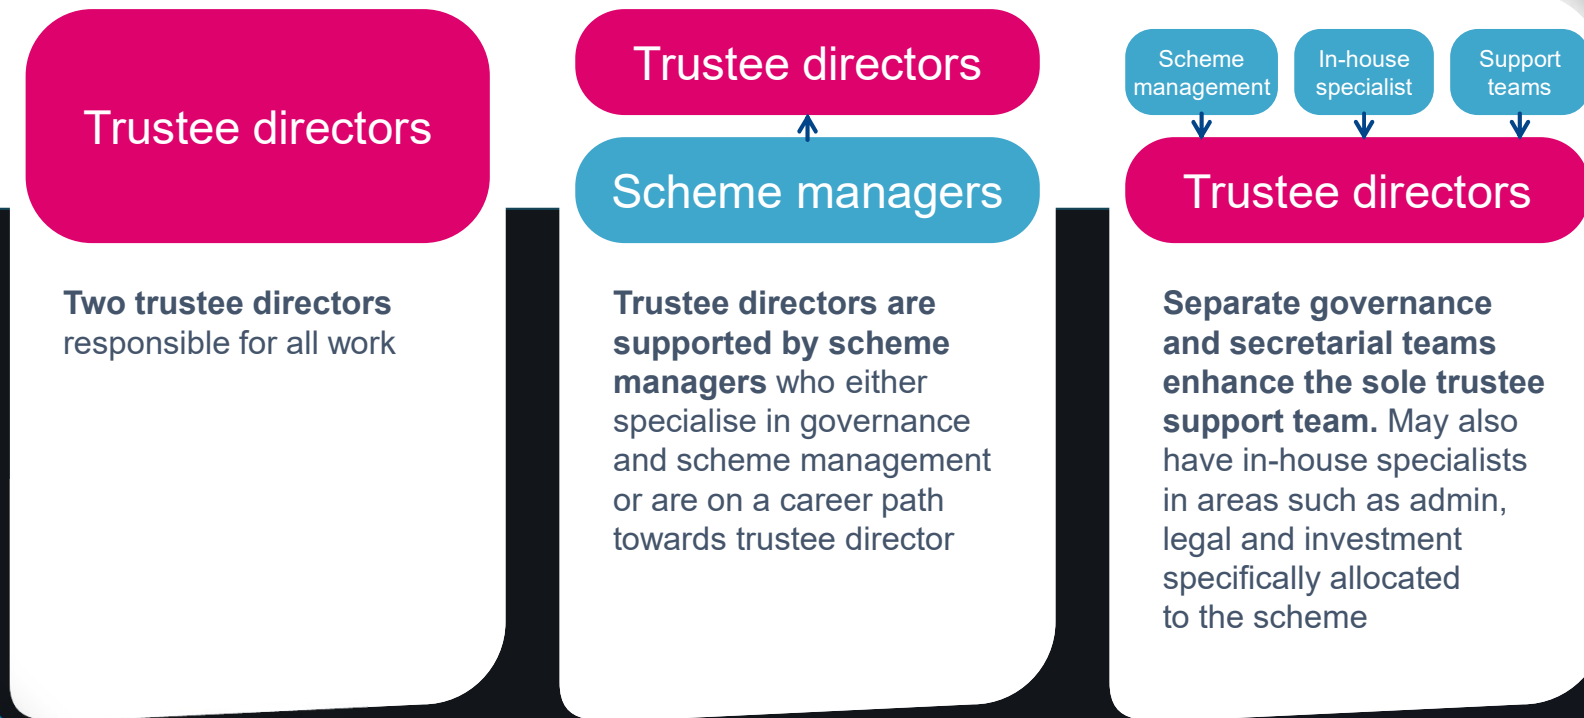 Trustee directors
Two trustee directors
responsible for all work
Trustee directors
Scheme managers
Trustee directors are
supported by scheme
managers who either
specialise in governance
and scheme management
or are on a career path
towards trustee director
Scheme
management
In-house
specialist
Support
teams
Trustee directors
Separate governance
and secretarial teams
enhance the sole trustee
support team. May also
have in-house specialists
in areas such as admin,
legal and investment
specifically allocated
to the scheme